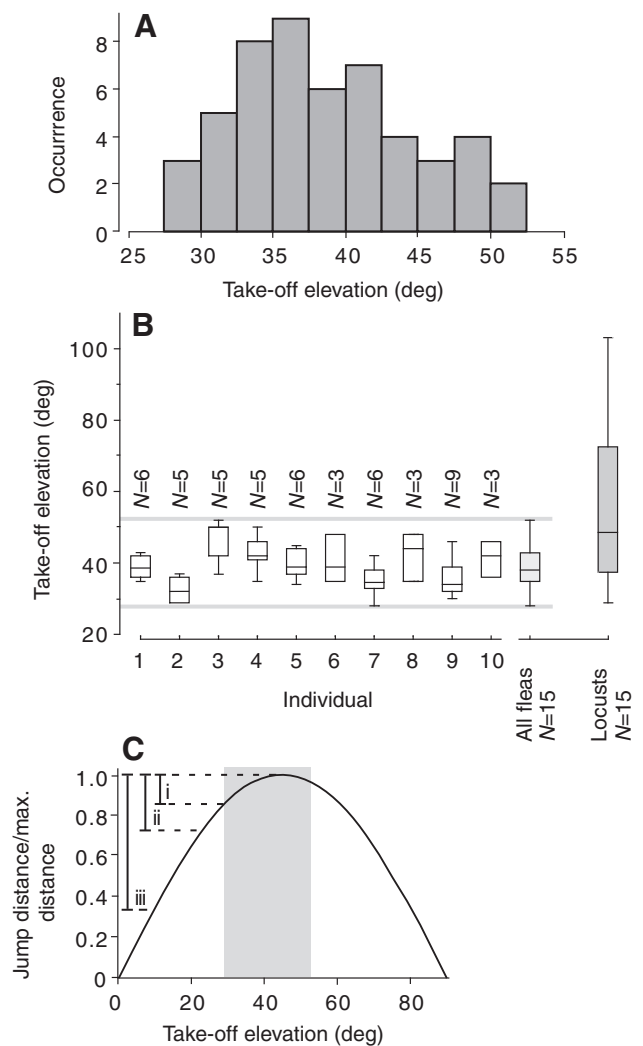 A
8
6
4
2
0
Occurrrence
25 30 35 40 45 50 55
Take-off elevation (deg)
B
100
80
60
40
20
Take-off elevation (deg)
N=6 N=5 N=5 N=5 N=6 N=3 N=6 N=3 N=9 N=3
1 2 3 4 5 6 7 8 9 10
Individual
All fleas
N=15
Locusts
N=15
C
1.0
0.8
0.6
0.4
0.2
0
i
ii
iii
Jump distance/max.
distance
0 20 40 60 80
Take-off elevation (deg)